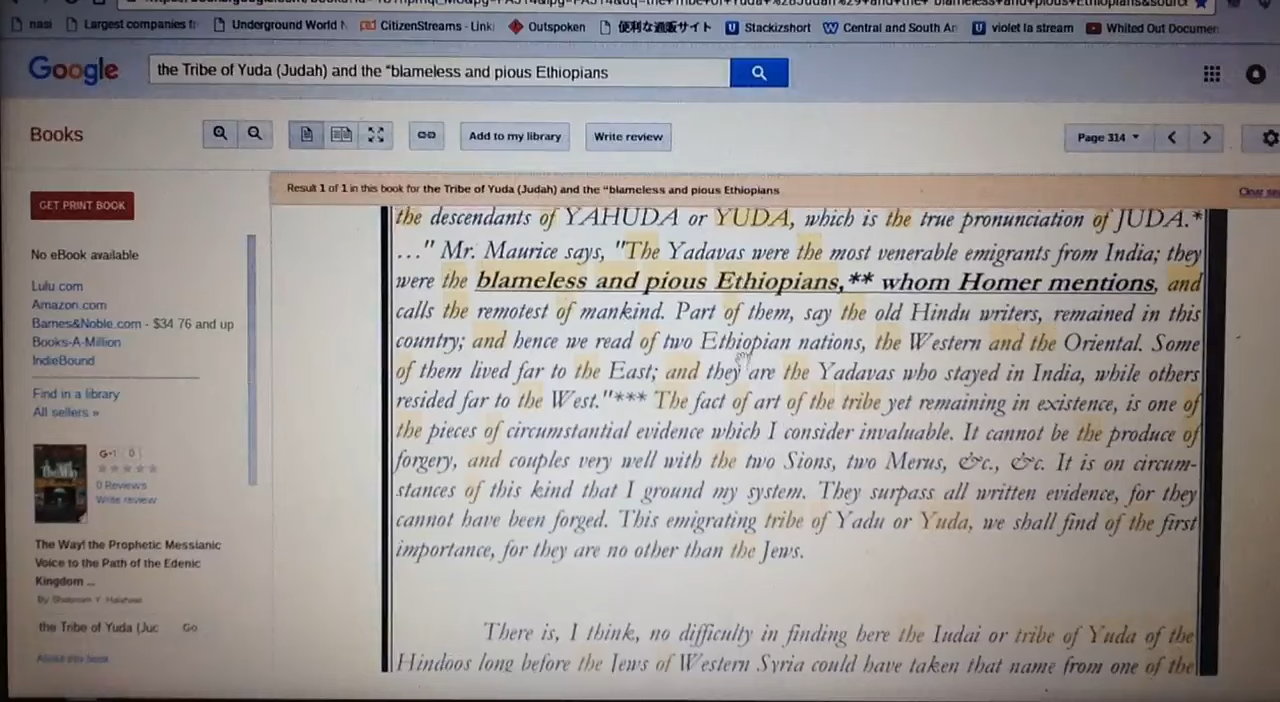 nasi
Largest companies fr
Underground World N
CitizenStreams - Link
Outspoken
便利な通販サイト
Stackizshort
Central and South Am
violet la stream
Whited Out Documen
Google
the Tribe of Yuda (Judah) and the "blameless and pious Ethiopians
Books
Add to my library
Write review
Page 314
Result 1 of 1 in this book for the Tribe of Yuda (Judah) and the "blameless and pious Ethiopians
GET PRINT BOOK
No eBook available
Lulu.com
Amazon.com
Barnes&Noble.com - $34.76 and up
Books-A-Million
IndieBound
Find in a library
All sellers »
G+1 0
0 Reviews
Write review
The Way! the Prophetic Messianic
Voice to the Path of the Edenic
Kingdom ...
the Tribe of Yuda (Juc
Go
About this book
the descendants of YAHUDA or YUDA, which is the true pronunciation of JUDA.*
..." Mr. Maurice says, "The Yadavas were the most venerable emigrants from India; they
were the blameless and pious Ethiopians,** whom Homer mentions, and
calls the remotest of mankind. Part of them, say the old Hindu writers, remained in this
country; and hence we read of two Ethiopian nations, the Western and the Oriental. Some
of them lived far to the East; and they are the Yadavas who stayed in India, while others
resided far to the West."*** The fact of art of the tribe yet remaining in existence, is one of
the pieces of circumstantial evidence which I consider invaluable. It cannot be the produce of
forgery, and couples very well with the two Sions, two Merus, &c., &c. It is on circum-
stances of this kind that I ground my system. They surpass all written evidence, for they
cannot have been forged. This emigrating tribe of Yadu or Yuda, we shall find of the first
importance, for they are no other than the Jews.
There is, I think, no difficulty in finding here the Iudai or tribe of Yuda of the
Hindoos long before the Jews of Western Syria could have taken that name from one of the